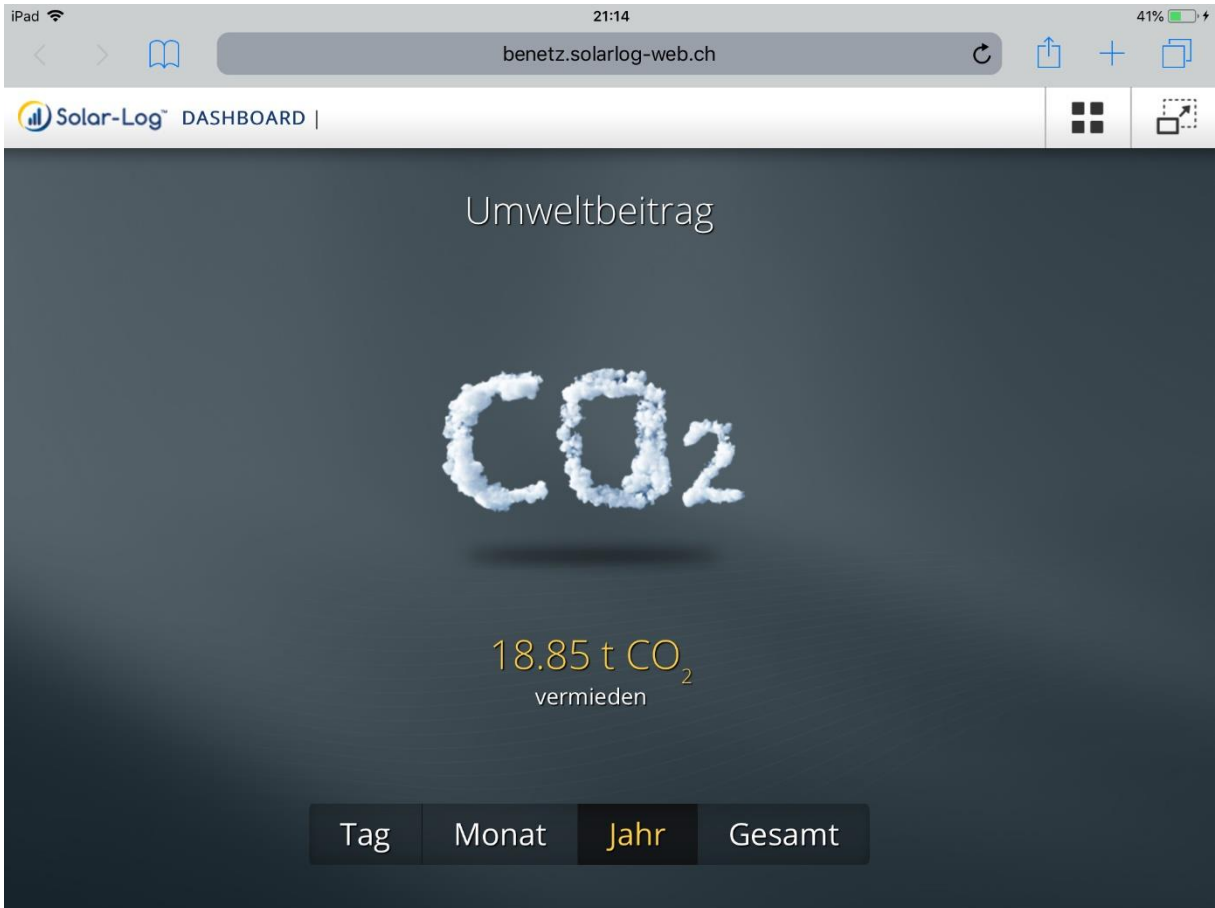 iPad 21:14 41%
benetz.solarlog-web.ch
Solar-Log™ DASHBOARD |
Umweltbeitrag
CO2
18.85 t CO₂
vermieden
Tag Monat Jahr Gesamt